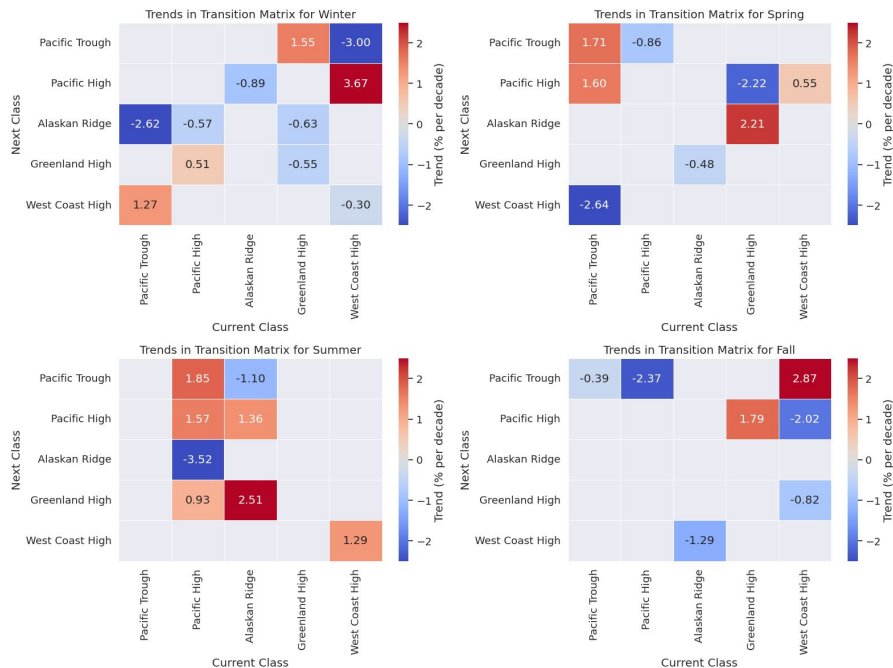 Trends in Transition Matrix for Winter
Next Class
Pacific Trough
Pacific High
Alaskan Ridge
Greenland High
West Coast High
1.55
−3.00
−0.89
3.67
−2.62
−0.57
−0.63
0.51
−0.55
1.27
−0.30
Pacific Trough
Pacific High
Alaskan Ridge
Greenland High
West Coast High
Current Class
2
1
0
−1
−2
Trend (% per decade)
Trends in Transition Matrix for Spring
Next Class
Pacific Trough
Pacific High
Alaskan Ridge
Greenland High
West Coast High
1.71
−0.86
1.60
−2.22
0.55
2.21
−0.48
−2.64
Pacific Trough
Pacific High
Alaskan Ridge
Greenland High
West Coast High
Current Class
2
1
0
−1
−2
Trend (% per decade)
Trends in Transition Matrix for Summer
Next Class
Pacific Trough
Pacific High
Alaskan Ridge
Greenland High
West Coast High
1.85
−1.10
1.57
1.36
−3.52
0.93
2.51
1.29
Pacific Trough
Pacific High
Alaskan Ridge
Greenland High
West Coast High
Current Class
2
1
0
−1
−2
Trend (% per decade)
Trends in Transition Matrix for Fall
Next Class
Pacific Trough
Pacific High
Alaskan Ridge
Greenland High
West Coast High
−0.39
−2.37
2.87
1.79
−2.02
−0.82
−1.29
Pacific Trough
Pacific High
Alaskan Ridge
Greenland High
West Coast High
Current Class
2
1
0
−1
−2
Trend (% per decade)